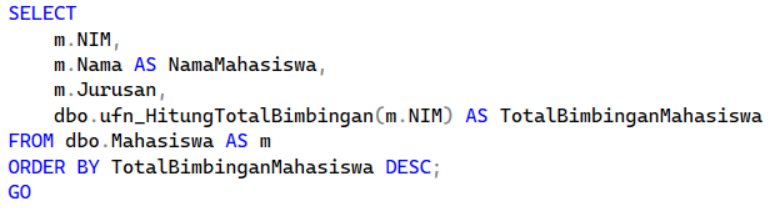 SELECT
    m.NIM,
    m.Nama AS NamaMahasiswa,
    m.Jurusan,
    dbo.ufn_HitungTotalBimbingan(m.NIM) AS TotalBimbinganMahasiswa
FROM dbo.Mahasiswa AS m
ORDER BY TotalBimbinganMahasiswa DESC;
GO